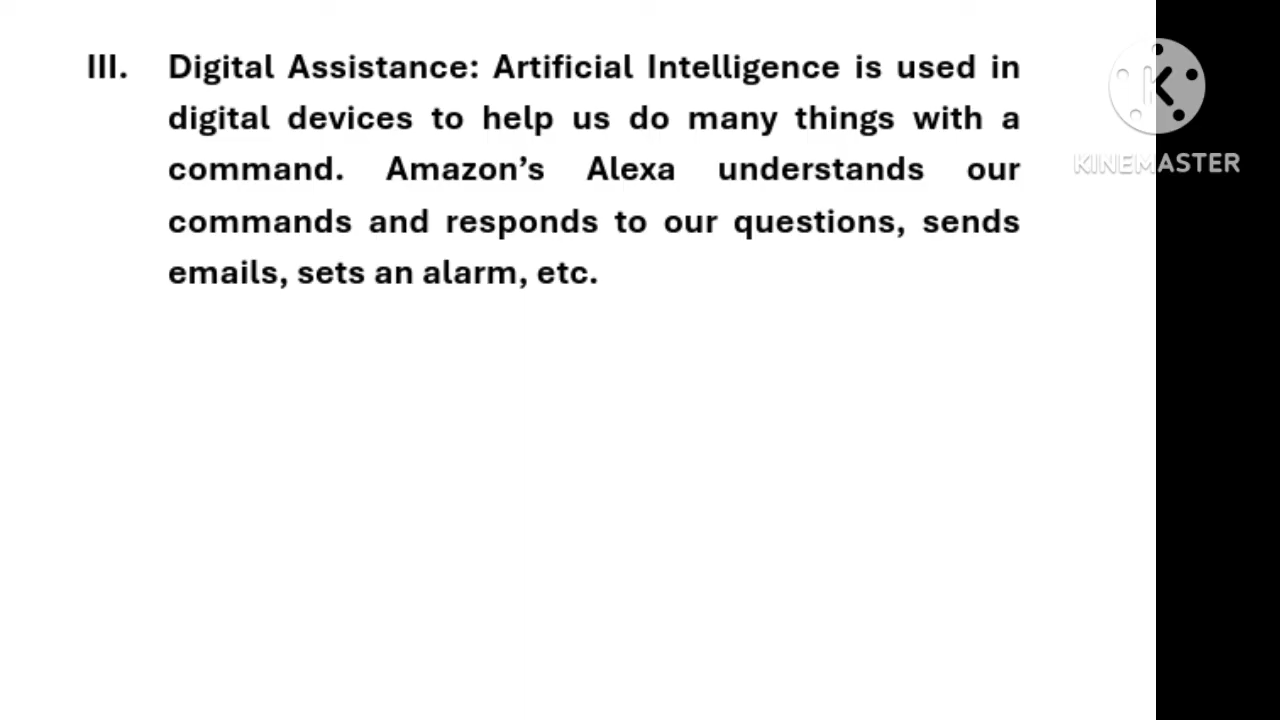 III. Digital Assistance: Artificial Intelligence is used in
digital devices to help us do many things with a
command. Amazon’s Alexa understands our
commands and responds to our questions, sends
emails, sets an alarm, etc.
K
KINEMASTER